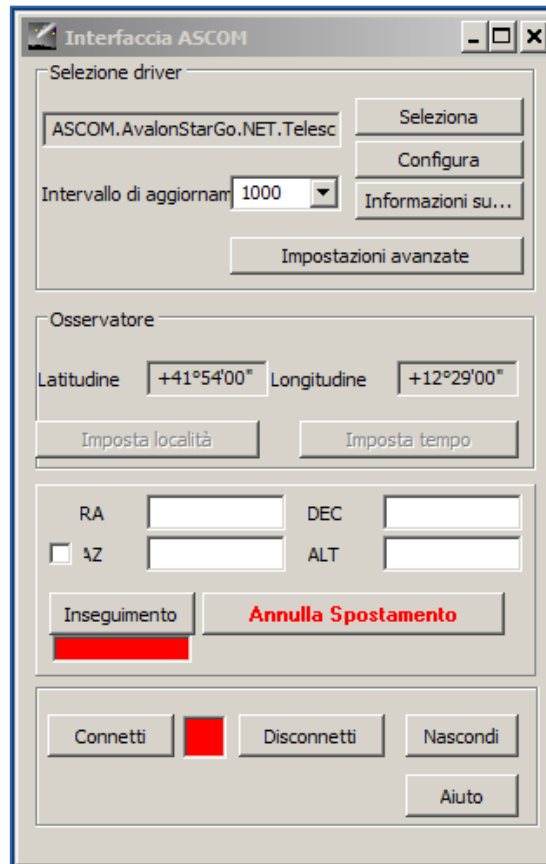 Interfaccia ASCOM
Selezione driver
ASCOM.AvalonStarGo.NET.Telesc
Seleziona
Configura
Intervallo di aggiornam 1000
Informazioni su...
Impostazioni avanzate
Osservatore
Latitudine +41°54'00" Longitudine +12°29'00"
Imposta località Imposta tempo
RA DEC
AZ ALT
Inseguimento Annulla Spostamento
Connetti Disconnetti Nascondi
Aiuto